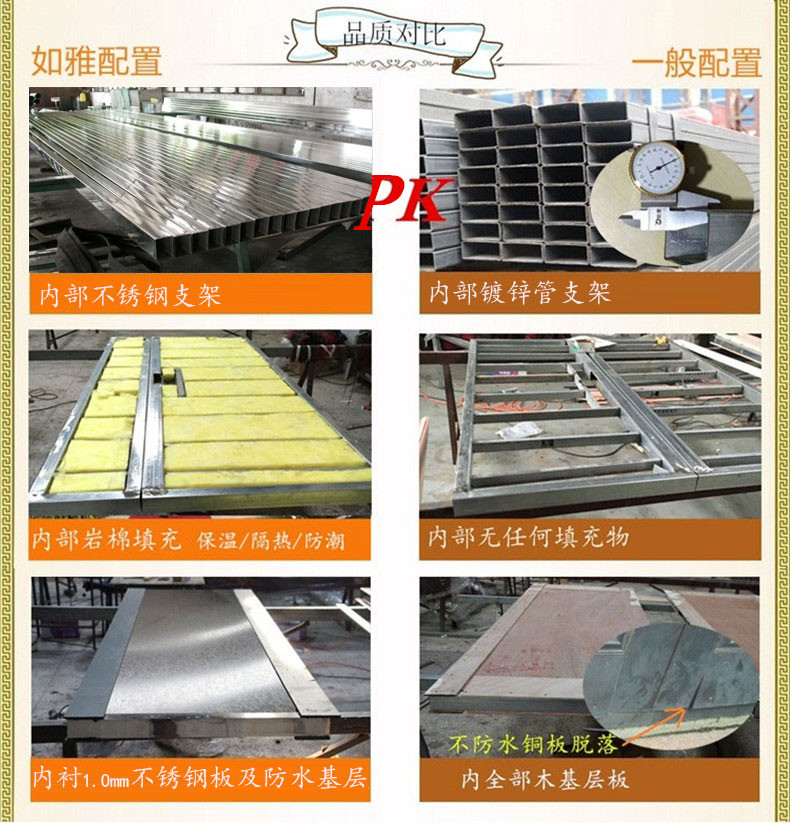 品质对比
如雅配置
一般配置
PK
内部不锈钢支架
内部镀锌管支架
内部岩棉填充 保温/隔热/防潮
内部无任何填充物
不防水铜板脱落
内衬1.0mm不锈钢板及防水基层
内全部木基层板